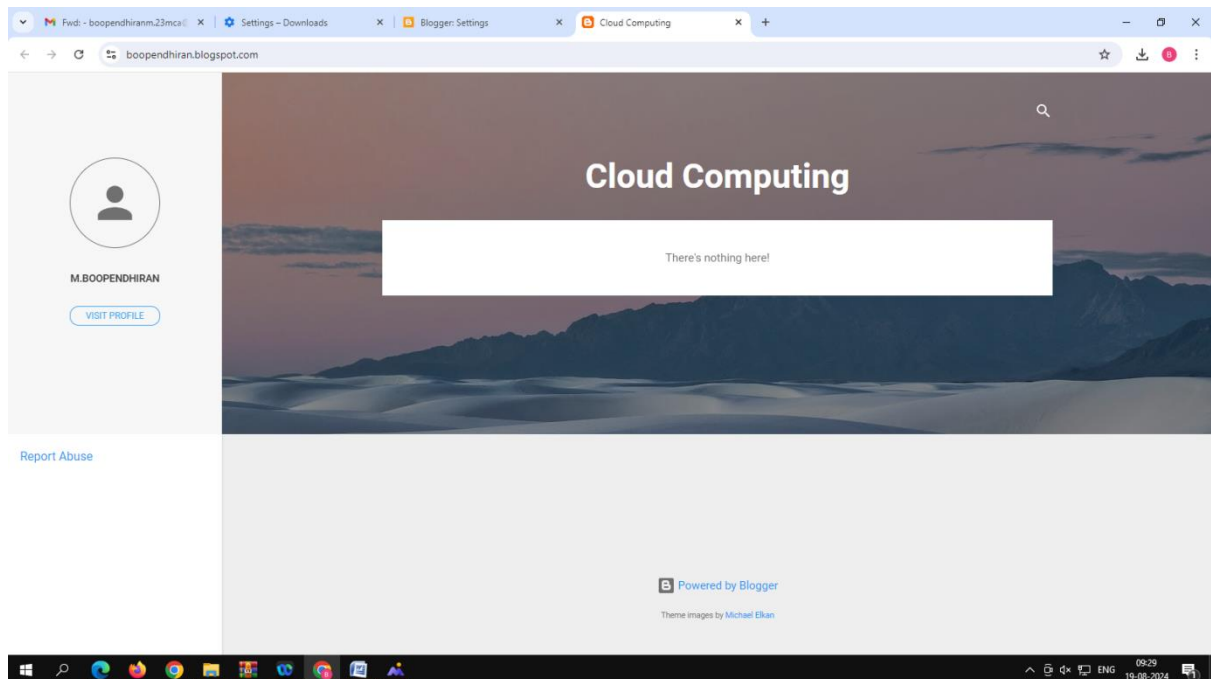 Fwd: - boopendhiranm.23mca@
Settings – Downloads
Blogger: Settings
Cloud Computing
boopendhiran.blogspot.com
B
Cloud Computing
There's nothing here!
M.BOOPENDHIRAN
VISIT PROFILE
Report Abuse
Powered by Blogger
Theme images by Michael Elkan
ENG
09:29
19-08-2024